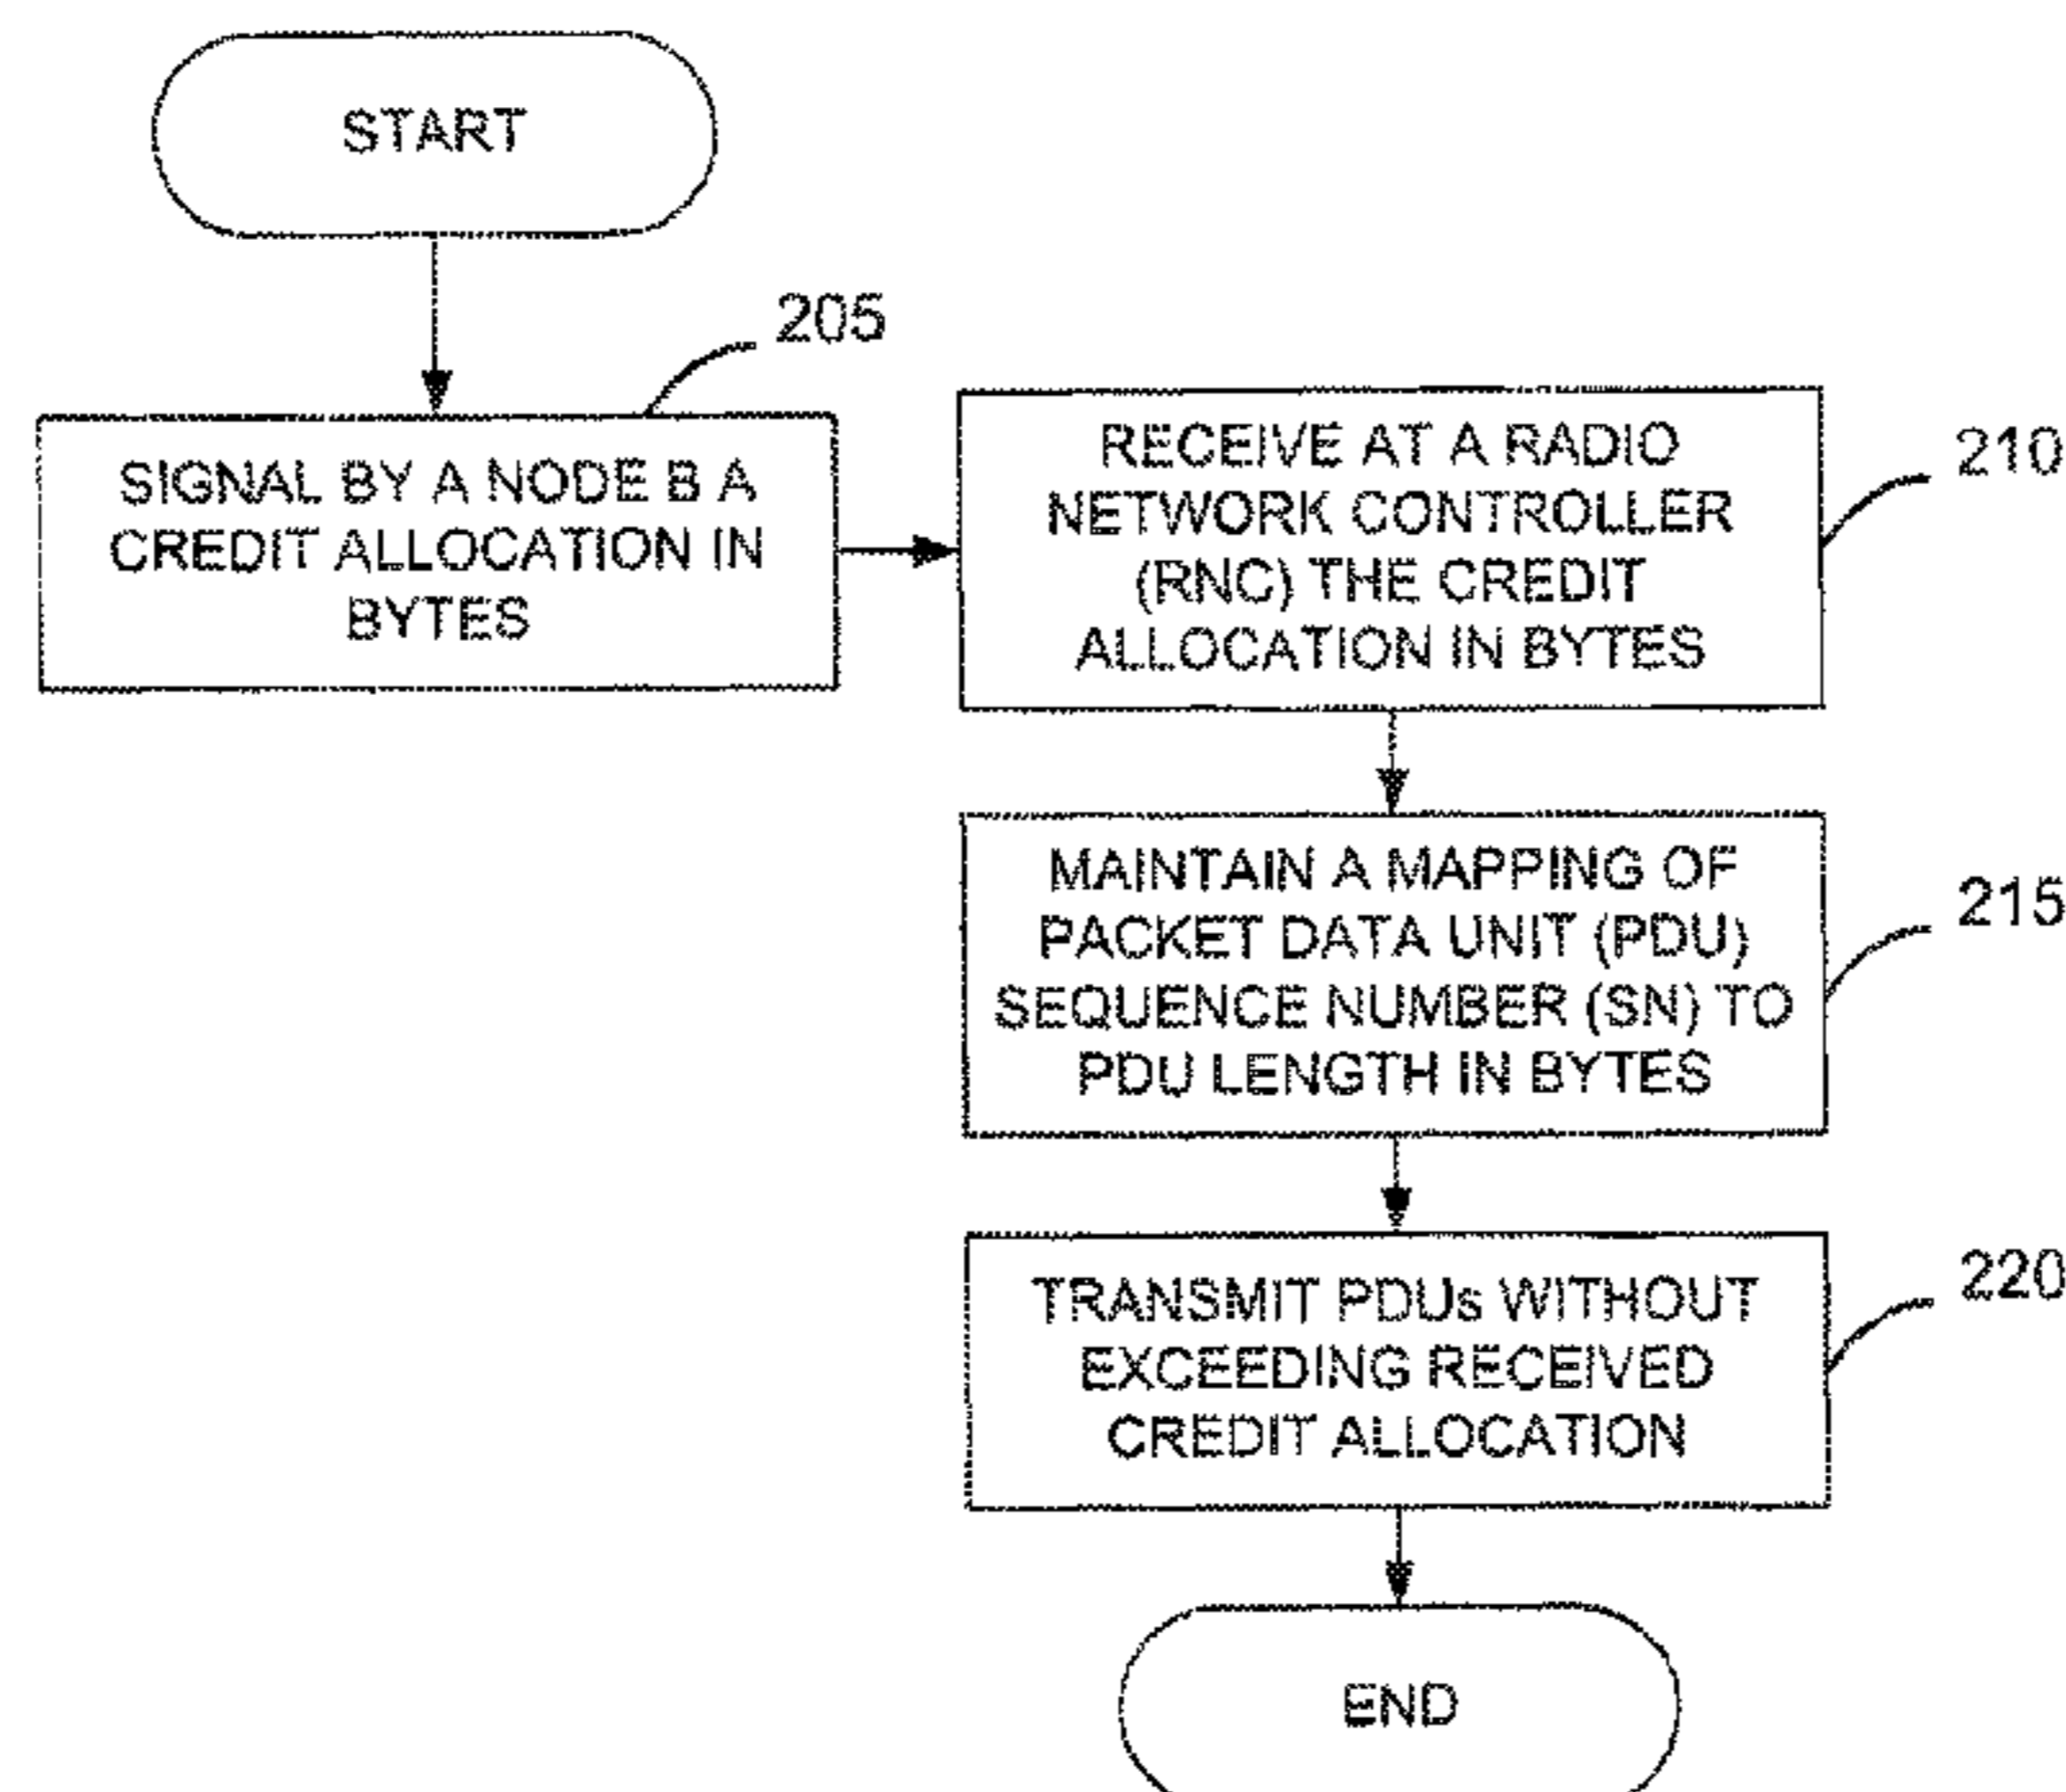 START
205
SIGNAL BY A NODE B A
CREDIT ALLOCATION IN
BYTES
RECEIVE AT A RADIO
NETWORK CONTROLLER
(RNC) THE CREDIT
ALLOCATION IN BYTES
210
MAINTAIN A MAPPING OF
PACKET DATA UNIT (PDU)
SEQUENCE NUMBER (SN) TO
PDU LENGTH IN BYTES
215
TRANSMIT PDUs WITHOUT
EXCEEDING RECEIVED
CREDIT ALLOCATION
220
END